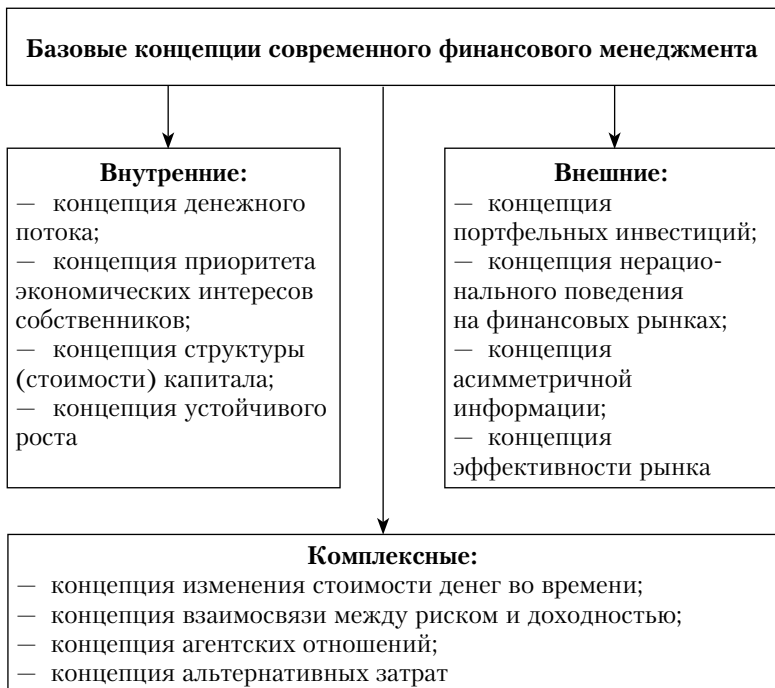 Базовые концепции современного финансового менеджмента
Внутренние:
— концепция денежного
потока;
— концепция приоритета
экономических интересов
собственников;
— концепция структуры
(стоимости) капитала;
— концепция устойчивого
роста
Внешние:
— концепция
портфельных инвестиций;
— концепция нерацио-
нального поведения
на финансовых рынках;
— концепция
асимметричной
информации;
— концепция
эффективности рынка
Комплексные:
— концепция изменения стоимости денег во времени;
— концепция взаимосвязи между риском и доходностью;
— концепция агентских отношений;
— концепция альтернативных затрат